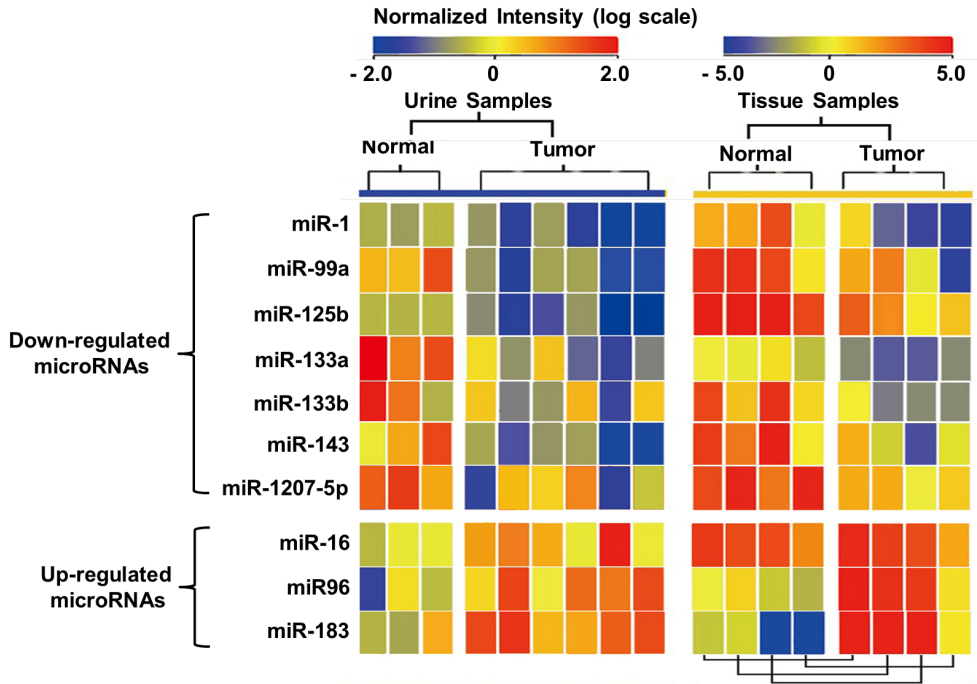 Normalized Intensity (log scale)
- 2.0 0 2.0 - 5.0 0 5.0
Urine Samples Tissue Samples
Normal Tumor Normal Tumor
miR-1
miR-99a
miR-125b
Down-regulated
microRNAs
miR-133a
miR-133b
miR-143
miR-1207-5p
miR-16
Up-regulated
microRNAs
miR96
miR-183